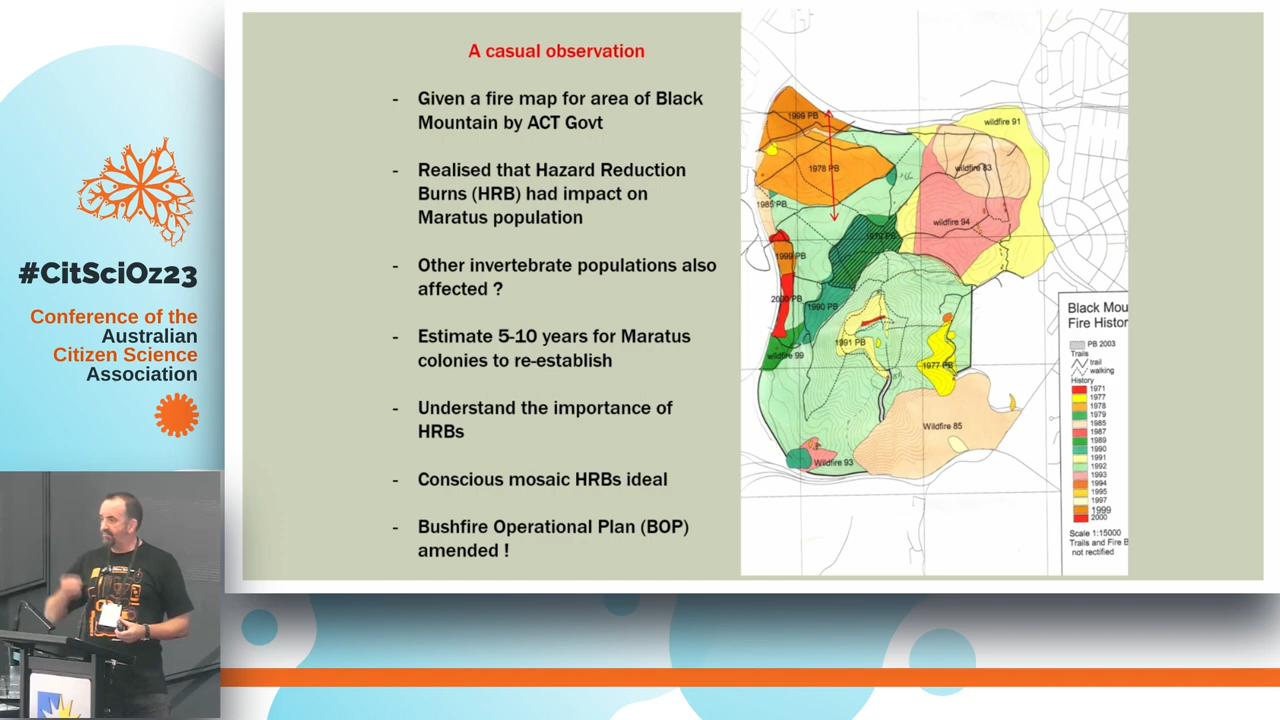 #CitSciOz23
Conference of the
Australian
Citizen Science
Association
A casual observation
- Given a fire map for area of Black
Mountain by ACT Govt
- Realised that Hazard Reduction
Burns (HRB) had impact on
Maratus population
- Other invertebrate populations also
affected ?
- Estimate 5-10 years for Maratus
colonies to re-establish
- Understand the importance of
HRBs
- Conscious mosaic HRBs ideal
- Bushfire Operational Plan (BOP)
amended !
1999 PB
wildfire 91
1978 PB
wildfire 83
1985 PB
wildfire 94
1979 PB
1999 PB
2000 PB
1990 PB
1991 PB
wildfire 99
1977 PB
Wildfire 85
Wildfire 93
Black Mou
Fire Histor
PB 2003
Trails
trail
walking
History
1971
1977
1978
1979
1985
1987
1989
1990
1991
1992
1993
1994
1995
1997
1999
2000
Scale 1:15000
Trails and Fire B
not rectified